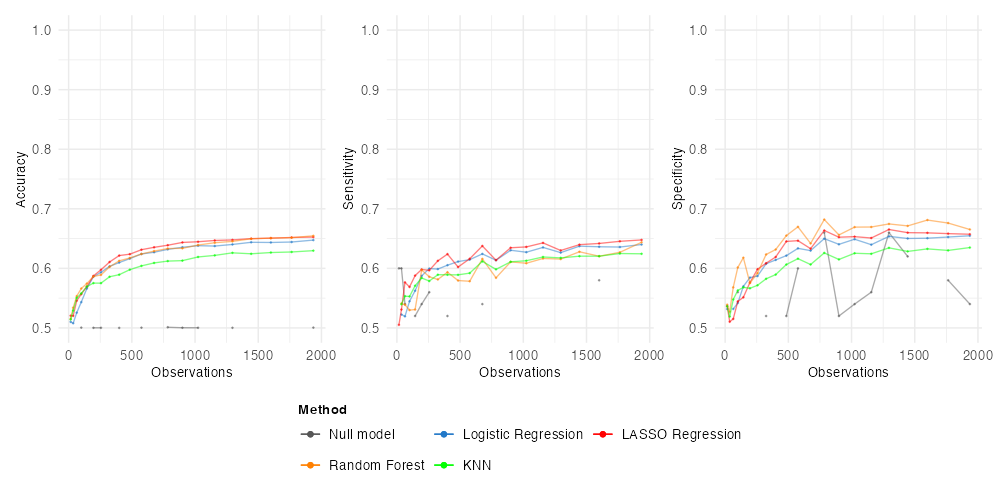 1.0
0.9
0.8
0.7
0.6
0.5
Accuracy
0 500 1000 1500 2000
Observations
1.0
0.9
0.8
0.7
0.6
0.5
Sensitivity
0 500 1000 1500 2000
Observations
1.0
0.9
0.8
0.7
0.6
0.5
Specificity
0 500 1000 1500 2000
Observations
Method
Null model Logistic Regression LASSO Regression
Random Forest KNN